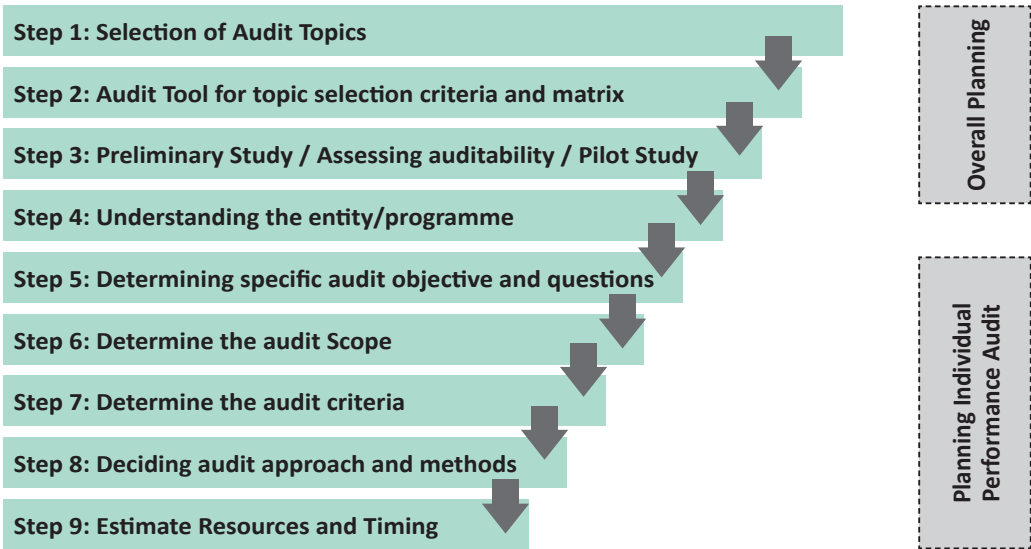 Step 1: Selection of Audit Topics
Step 2: Audit Tool for topic selection criteria and matrix
Step 3: Preliminary Study / Assessing auditability / Pilot Study
Step 4: Understanding the entity/programme
Step 5: Determining specific audit objective and questions
Step 6: Determine the audit Scope
Step 7: Determine the audit criteria
Step 8: Deciding audit approach and methods
Step 9: Estimate Resources and Timing
Overall Planning
Planning Individual
Performance Audit